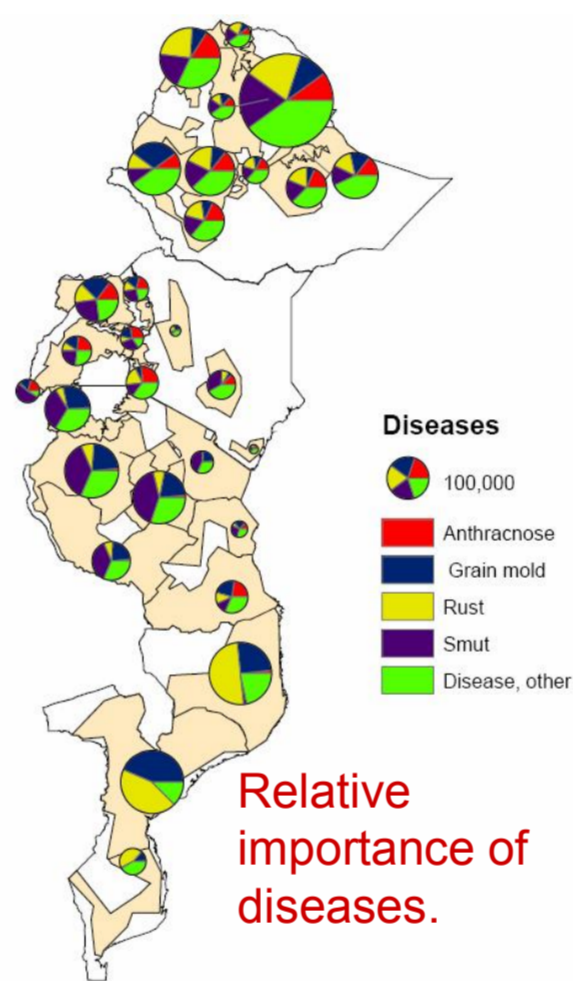 Diseases
100,000
Anthracnose
Grain mold
Rust
Smut
Disease, other
Relative
importance of
diseases.